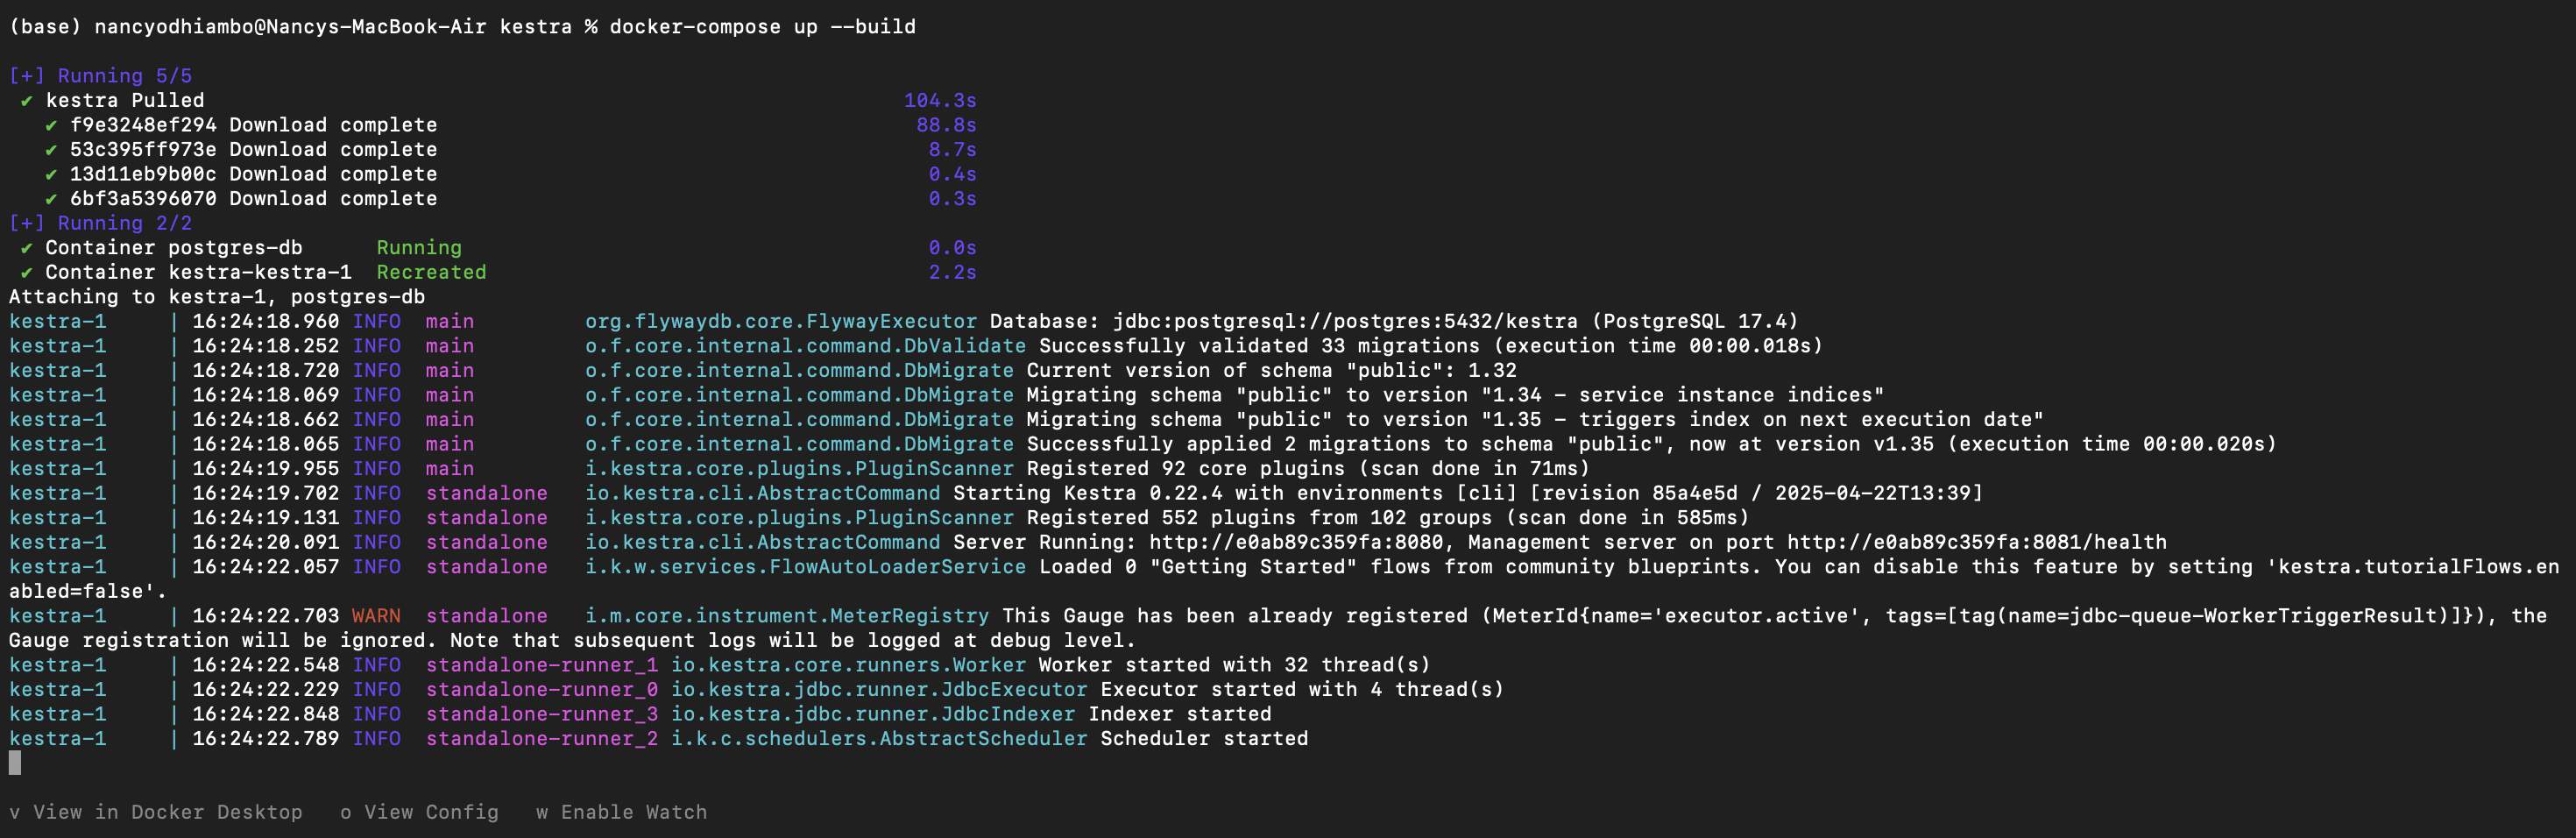 (base) nancyodhiambo@Nancys-MacBook-Air kestra % docker-compose up --build
[+] Running 5/5
✔ kestra Pulled 104.3s
✔ f9e3248ef294 Download complete 88.8s
✔ 53c395ff973e Download complete 8.7s
✔ 13d11eb9b00c Download complete 0.4s
✔ 6bf3a5396070 Download complete 0.3s
[+] Running 2/2
✔ Container postgres-db Running 0.0s
✔ Container kestra-kestra-1 Recreated 2.2s
Attaching to kestra-1, postgres-db
kestra-1 | 16:24:18.960 INFO main org.flywaydb.core.FlywayExecutor Database: jdbc:postgresql://postgres:5432/kestra (PostgreSQL 17.4)
kestra-1 | 16:24:18.252 INFO main o.f.core.internal.command.DbValidate Successfully validated 33 migrations (execution time 00:00.018s)
kestra-1 | 16:24:18.720 INFO main o.f.core.internal.command.DbMigrate Current version of schema "public": 1.32
kestra-1 | 16:24:18.069 INFO main o.f.core.internal.command.DbMigrate Migrating schema "public" to version "1.34 - service instance indices"
kestra-1 | 16:24:18.662 INFO main o.f.core.internal.command.DbMigrate Migrating schema "public" to version "1.35 - triggers index on next execution date"
kestra-1 | 16:24:18.065 INFO main o.f.core.internal.command.DbMigrate Successfully applied 2 migrations to schema "public", now at version v1.35 (execution time 00:00.020s)
kestra-1 | 16:24:19.955 INFO main i.kestra.core.plugins.PluginScanner Registered 92 core plugins (scan done in 71ms)
kestra-1 | 16:24:19.702 INFO standalone io.kestra.cli.AbstractCommand Starting Kestra 0.22.4 with environments [cli] [revision 85a4e5d / 2025-04-22T13:39]
kestra-1 | 16:24:19.131 INFO standalone i.kestra.core.plugins.PluginScanner Registered 552 plugins from 102 groups (scan done in 585ms)
kestra-1 | 16:24:20.091 INFO standalone io.kestra.cli.AbstractCommand Server Running: http://e0ab89c359fa:8080, Management server on port http://e0ab89c359fa:8081/health
kestra-1 | 16:24:22.057 INFO standalone i.k.w.services.FlowAutoLoaderService Loaded 0 "Getting Started" flows from community blueprints. You can disable this feature by setting 'kestra.tutorialFlows.en
abled=false'.
kestra-1 | 16:24:22.703 WARN standalone i.m.core.instrument.MeterRegistry This Gauge has been already registered (MeterId{name='executor.active', tags=[tag(name=jdbc-queue-WorkerTriggerResult)]}), the
Gauge registration will be ignored. Note that subsequent logs will be logged at debug level.
kestra-1 | 16:24:22.548 INFO standalone-runner_1 io.kestra.core.runners.Worker Worker started with 32 thread(s)
kestra-1 | 16:24:22.229 INFO standalone-runner_0 io.kestra.jdbc.runner.JdbcExecutor Executor started with 4 thread(s)
kestra-1 | 16:24:22.848 INFO standalone-runner_3 io.kestra.jdbc.runner.JdbcIndexer Indexer started
kestra-1 | 16:24:22.789 INFO standalone-runner_2 i.k.c.schedulers.AbstractScheduler Scheduler started
v View in Docker Desktop o View Config w Enable Watch